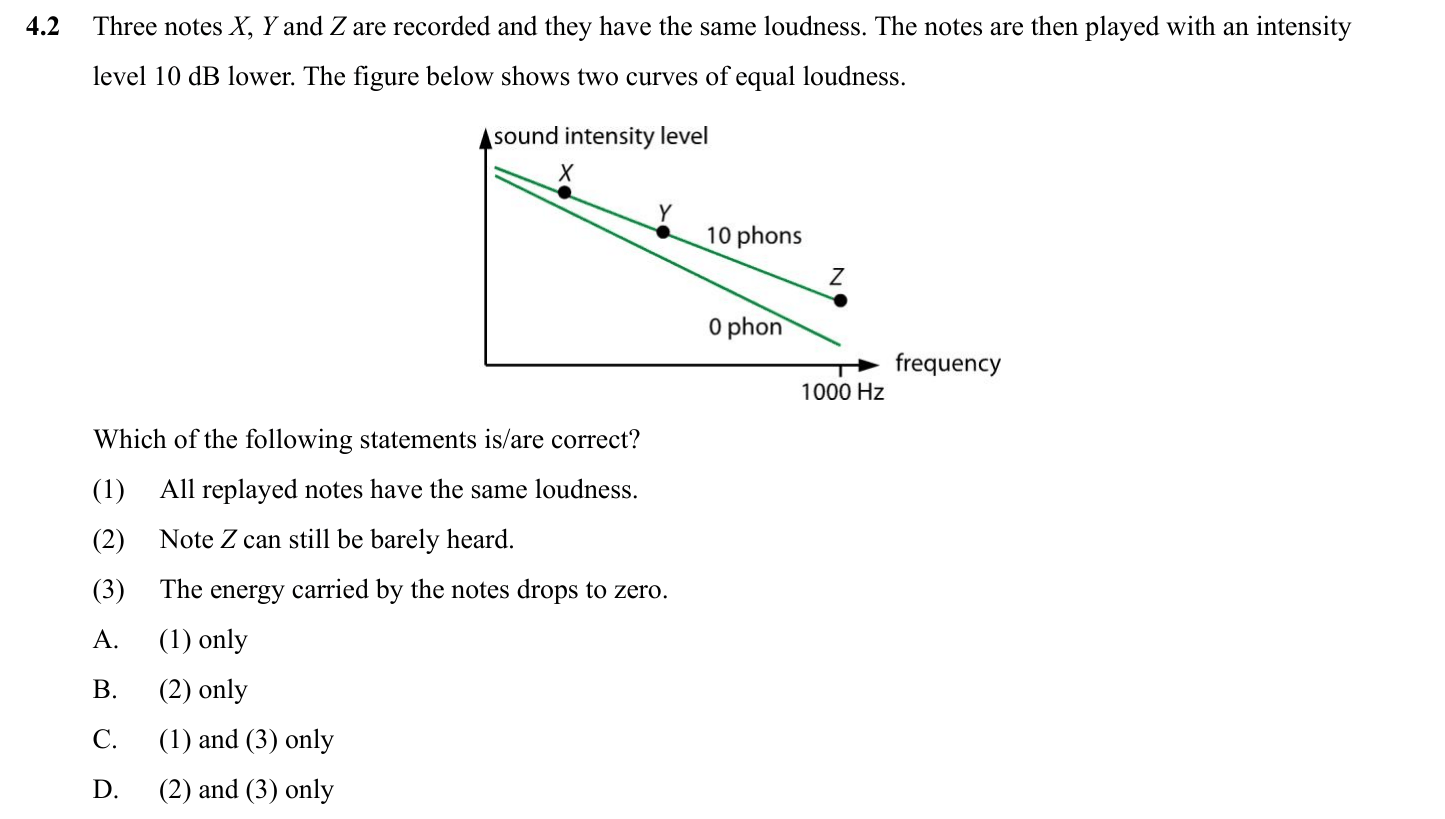 4.2 Three notes X, Y and Z are recorded and they have the same loudness. The notes are then played with an intensity
level 10 dB lower. The figure below shows two curves of equal loudness.
sound intensity level
X
Y
10 phons
Z
0 phon
frequency
1000 Hz
Which of the following statements is/are correct?
(1) All replayed notes have the same loudness.
(2) Note Z can still be barely heard.
(3) The energy carried by the notes drops to zero.
A. (1) only
B. (2) only
C. (1) and (3) only
D. (2) and (3) only